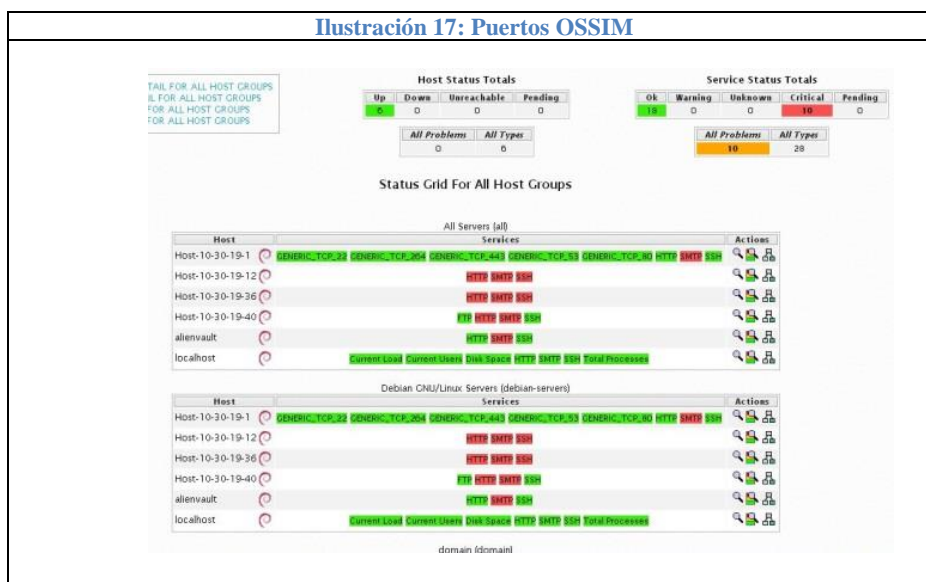 Ilustración 17: Puertos OSSIM
TAIL FOR ALL HOST GROUPS
IL FOR ALL HOST GROUPS
FOR ALL HOST GROUPS
FOR ALL HOST GROUPS
Host Status Totals
Up Down Unreachable Pending
6 0 0 0
All Problems All Types
0 6
Service Status Totals
Ok Warning Unknown Critical Pending
18 0 0 10 0
All Problems All Types
10 28
Status Grid For All Host Groups
All Servers (all)
Host Services Actions
Host-10-30-19-1 GENERIC_TCP_22 GENERIC_TCP_264 GENERIC_TCP_443 GENERIC_TCP_53 GENERIC_TCP_80 HTTP SMTP SSH
Host-10-30-19-12 HTTP SMTP SSH
Host-10-30-19-36 HTTP SMTP SSH
Host-10-30-19-40 FTP HTTP SMTP SSH
alienvault HTTP SMTP SSH
localhost Current Load Current Users Disk Space HTTP SMTP SSH Total Processes
Debian GNU/Linux Servers (debian-servers)
Host Services Actions
Host-10-30-19-1 GENERIC_TCP_22 GENERIC_TCP_264 GENERIC_TCP_443 GENERIC_TCP_53 GENERIC_TCP_80 HTTP SMTP SSH
Host-10-30-19-12 HTTP SMTP SSH
Host-10-30-19-36 HTTP SMTP SSH
Host-10-30-19-40 FTP HTTP SMTP SSH
alienvault HTTP SMTP SSH
localhost Current Load Current Users Disk Space HTTP SMTP SSH Total Processes
domain (domain)